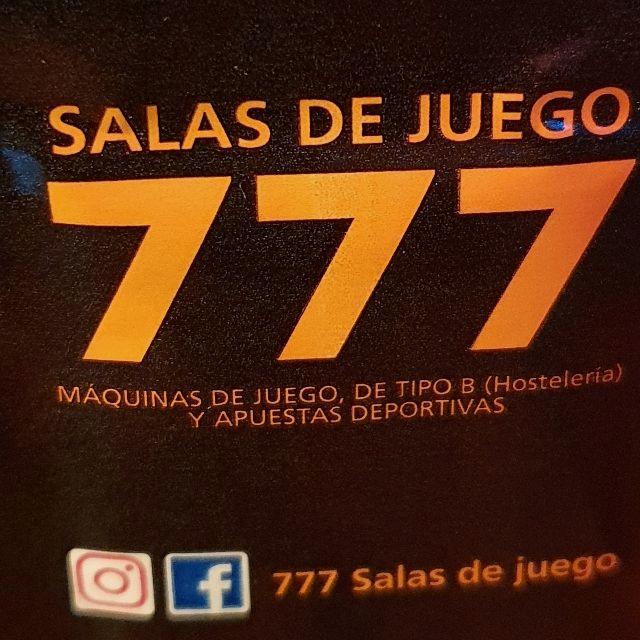 SALAS DE JUEGO
777
MÁQUINAS DE JUEGO, DE TIPO B (Hostelería)
Y APUESTAS DEPORTIVAS
777 Salas de juego